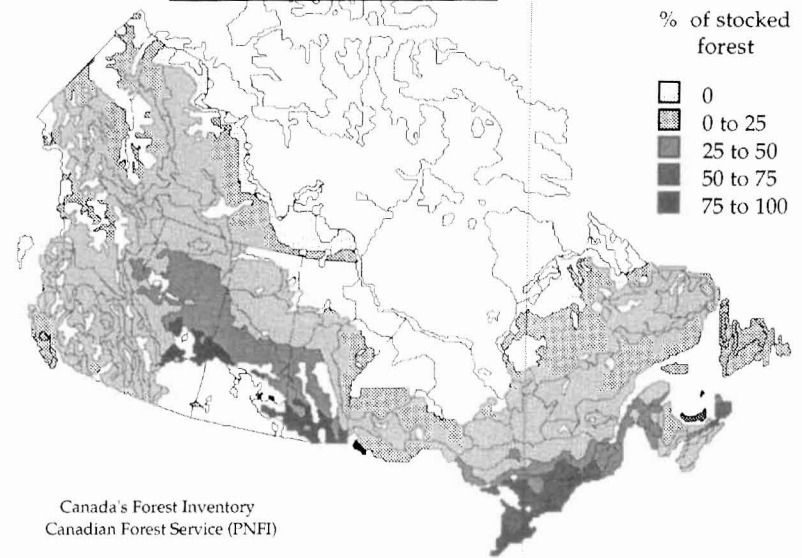 % of stocked
forest
0
0 to 25
25 to 50
50 to 75
75 to 100
Canada's Forest Inventory
Canadian Forest Service (PNFI)